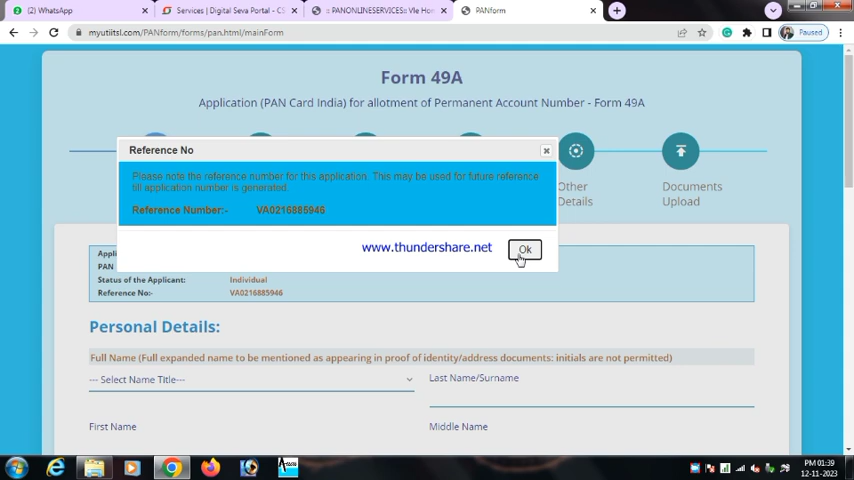 (2) WhatsApp
Services | Digital Seva Portal - CS
:: PANONLINESERVICES:: Vle Hom
PANform
myutiitsl.com/PANform/forms/pan.html/mainForm
Paused
Form 49A
Application (PAN Card India) for allotment of Permanent Account Number - Form 49A
Reference No
Please note the reference number for this application. This may be used for future reference
till application number is generated.
Reference Number:- VA0216885946
www.thundershare.net
Ok
Other
Details
Documents
Upload
Appli
PAN
Status of the Applicant: Individual
Reference No:- VA0216885946
Personal Details:
Full Name (Full expanded name to be mentioned as appearing in proof of identity/address documents: initials are not permitted)
--- Select Name Title---
Last Name/Surname
First Name
Middle Name
PM 01:39
12-11-2023